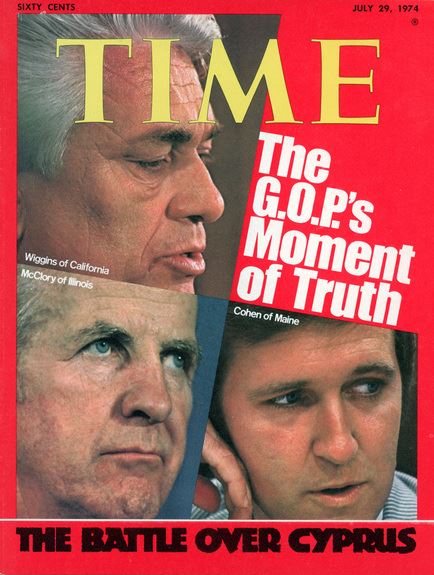 SIXTY CENTS
JULY 29, 1974
®
TIME
The
G.O.P.'s
Moment
of Truth
Wiggins of California
McClory of Illinois
Cohen of Maine
THE BATTLE OVER CYPRUS